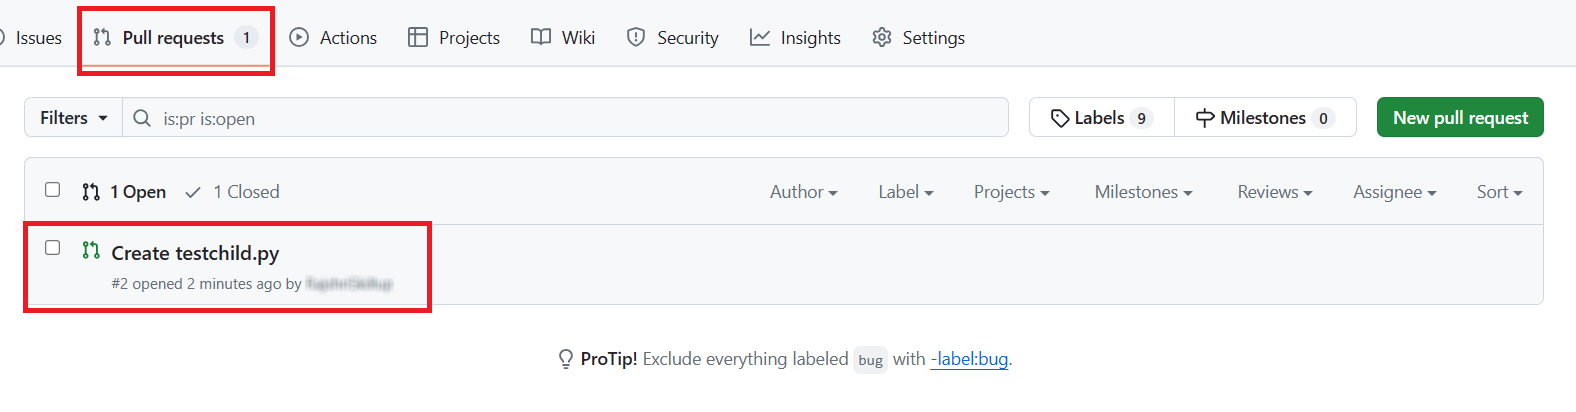 Issues Pull requests 1 Actions Projects Wiki Security Insights Settings
Filters is:pr is:open Labels 9 Milestones 0 New pull request
1 Open 1 Closed Author Label Projects Milestones Reviews Assignee Sort
Create testchild.py
#2 opened 2 minutes ago by
ProTip! Exclude everything labeled bug with -label:bug.